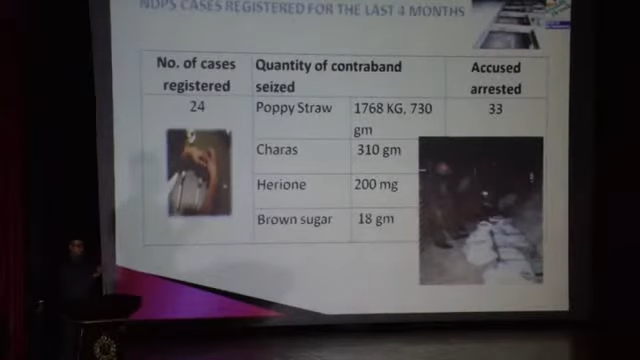 NDPS CASES REGISTERED FOR THE LAST 4 MONTHS
No. of cases registered
Quantity of contraband seized
Accused arrested
24
Poppy Straw
1768 KG, 730 gm
33
Charas
310 gm
Herione
200 mg
Brown sugar
18 gm